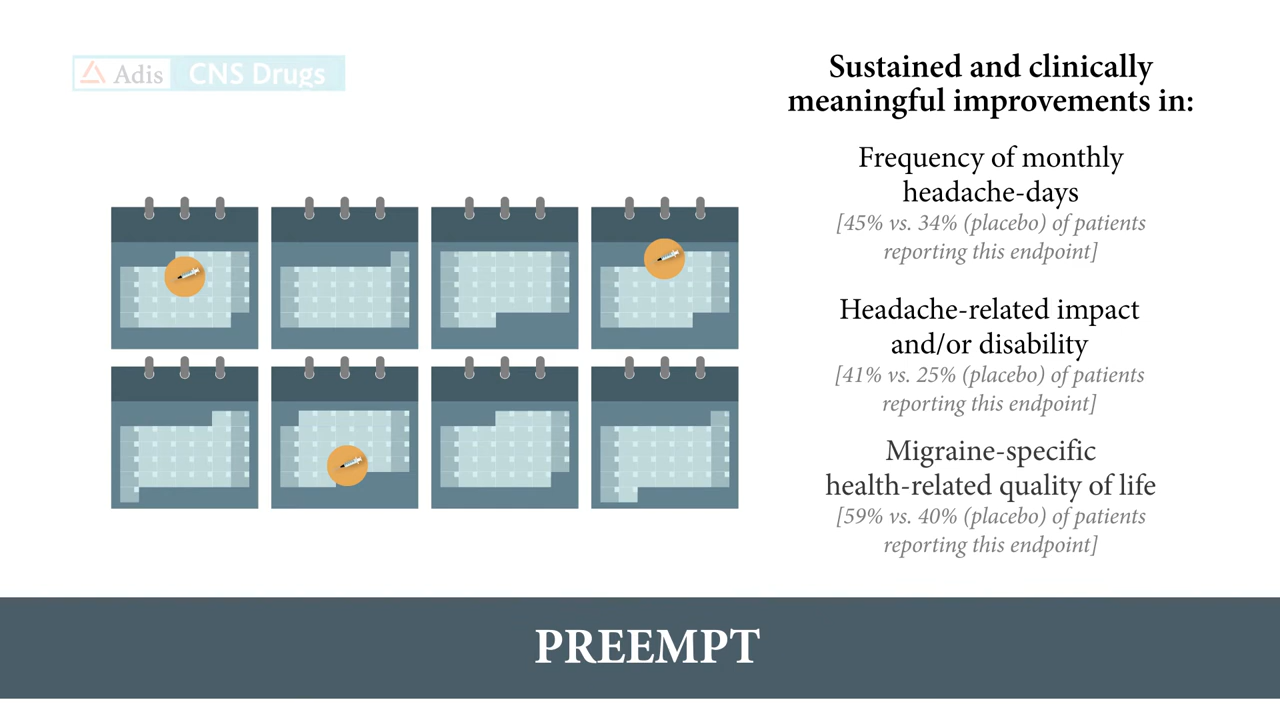 Adis CNS Drugs
Sustained and clinically
meaningful improvements in:
Frequency of monthly
headache-days
[45% vs. 34% (placebo) of patients
reporting this endpoint]
Headache-related impact
and/or disability
[41% vs. 25% (placebo) of patients
reporting this endpoint]
Migraine-specific
health-related quality of life
[59% vs. 40% (placebo) of patients
reporting this endpoint]
PREEMPT